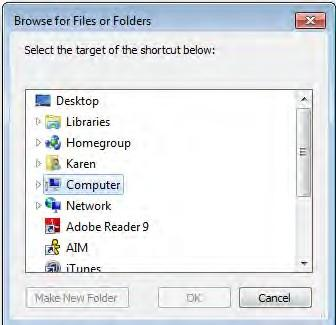 Browse for Files or Folders
Select the target of the shortcut below:
Desktop
Libraries
Homegroup
Karen
Computer
Network
Adobe Reader 9
AIM
iTunes
Make New Folder
OK
Cancel